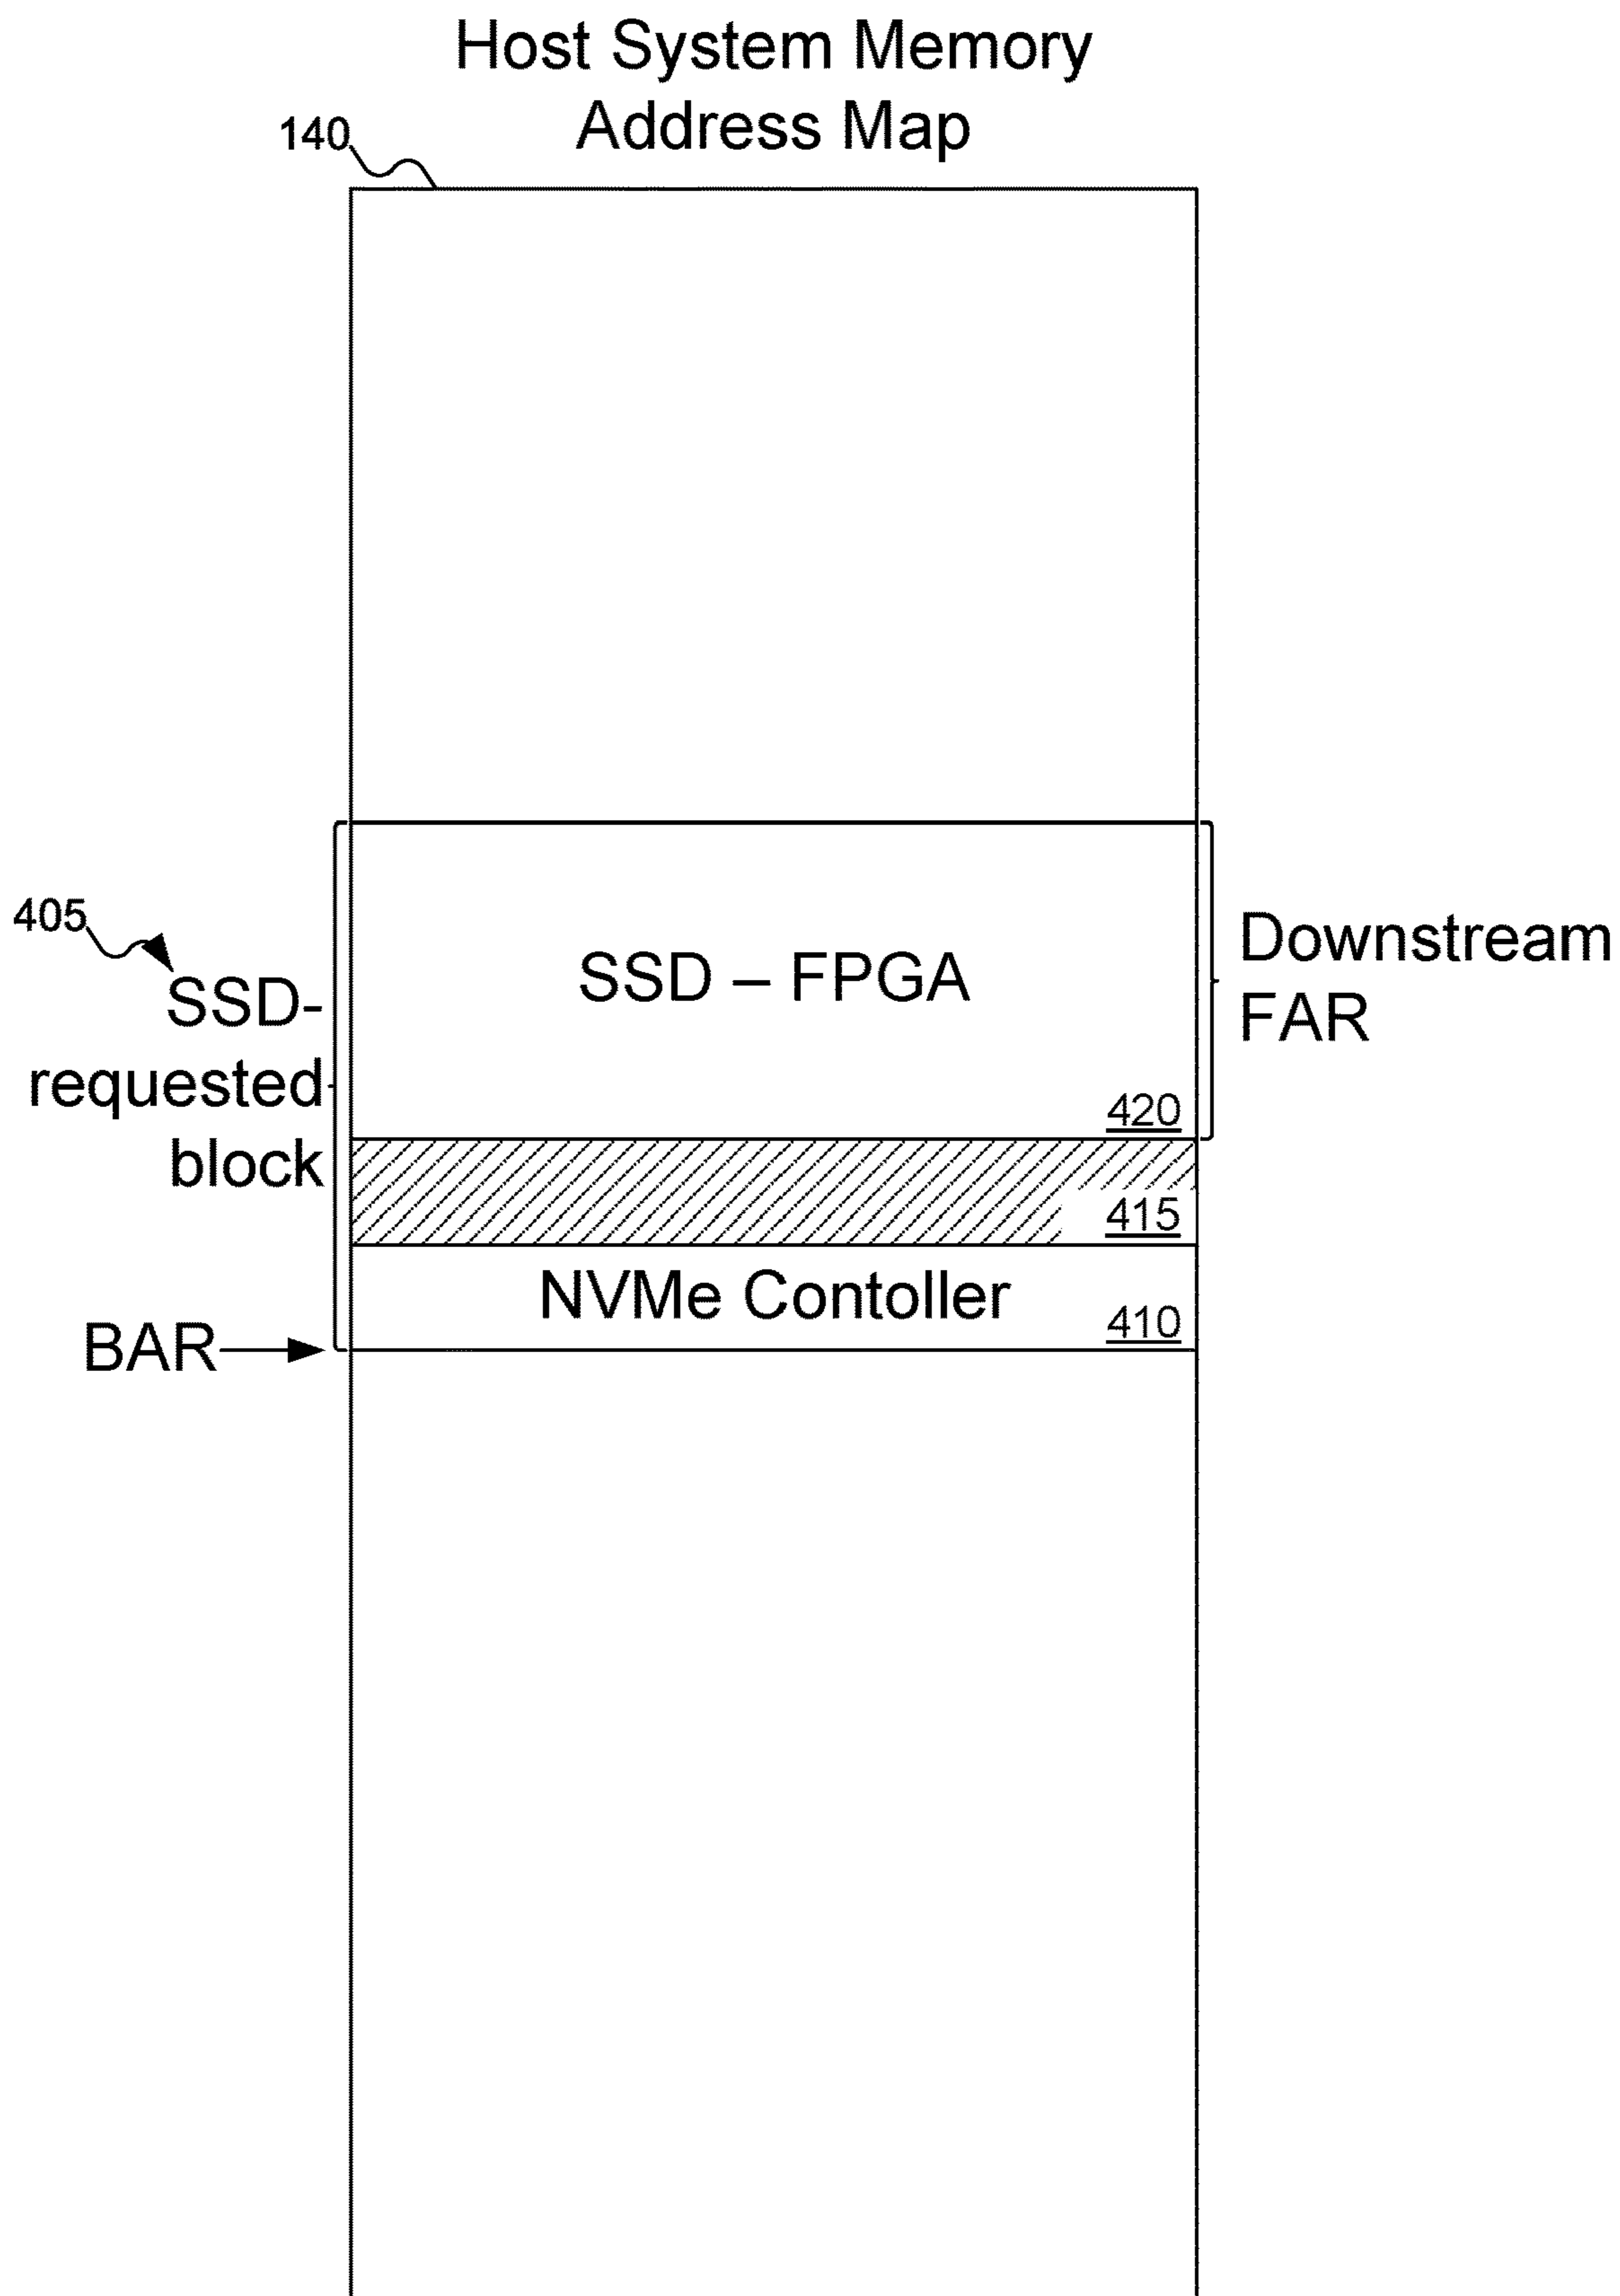 Host System Memory
Address Map
140
405
SSD-
requested
block
SSD – FPGA
420
Downstream
FAR
415
NVMe Contoller
410
BAR